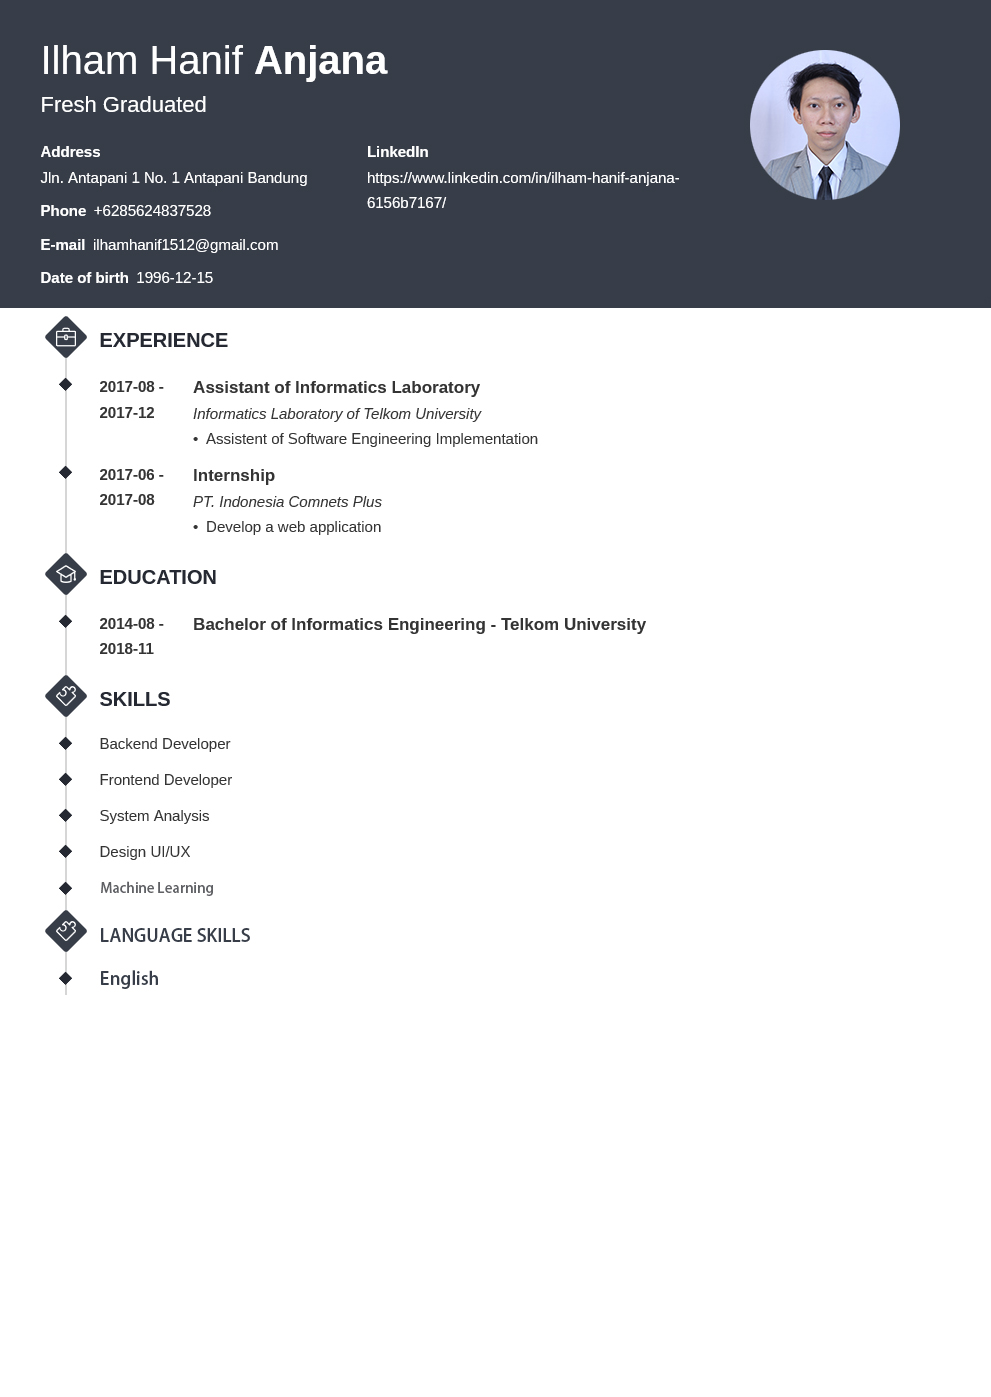 Ilham Hanif Anjana
Fresh Graduated
Address
Jln. Antapani 1 No. 1 Antapani Bandung
Phone +6285624837528
E-mail ilhamhanif1512@gmail.com
Date of birth 1996-12-15
LinkedIn
https://www.linkedin.com/in/ilham-hanif-anjana-
6156b7167/
EXPERIENCE
2017-08 -
2017-12
Assistant of Informatics Laboratory
Informatics Laboratory of Telkom University
• Assistent of Software Engineering Implementation
2017-06 -
2017-08
Internship
PT. Indonesia Comnets Plus
• Develop a web application
EDUCATION
2014-08 -
2018-11
Bachelor of Informatics Engineering - Telkom University
SKILLS
Backend Developer
Frontend Developer
System Analysis
Design UI/UX
Machine Learning
LANGUAGE SKILLS
English